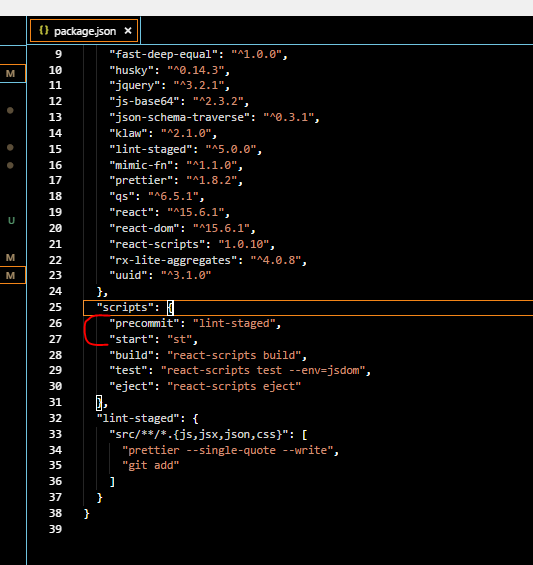 {} package.json ×
9 "fast-deep-equal": "^1.0.0",
M 10 "husky": "^0.14.3",
11 "jquery": "^3.2.1",
12 "js-base64": "^2.3.2",
13 "json-schema-traverse": "^0.3.1",
14 "klaw": "^2.1.0",
15 "lint-staged": "^5.0.0",
16 "mimic-fn": "^1.1.0",
17 "prettier": "^1.8.2",
18 "qs": "^6.5.1",
U 19 "react": "^15.6.1",
20 "react-dom": "^15.6.1",
21 "react-scripts": "1.0.10",
M 22 "rx-lite-aggregates": "^4.0.8",
M 23 "uuid": "^3.1.0"
24 },
25 "scripts": {
26 "precommit": "lint-staged",
27 "start": "st",
28 "build": "react-scripts build",
29 "test": "react-scripts test --env=jsdom",
30 "eject": "react-scripts eject"
31 },
32 "lint-staged": {
33 "src/**/*.{js,jsx,json,css}": [
34 "prettier --single-quote --write",
35 "git add"
36 ]
37 }
38 }
39